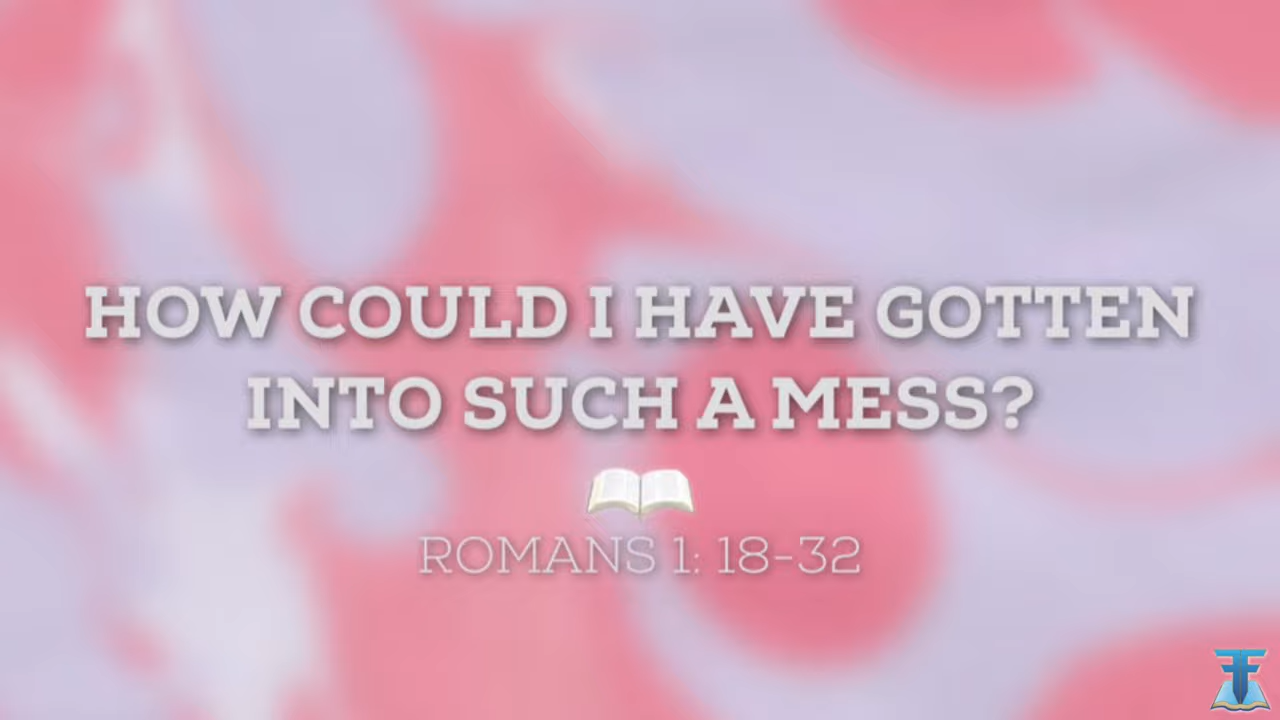 HOW COULD I HAVE GOTTEN
INTO SUCH A MESS?
ROMANS 1: 18-32